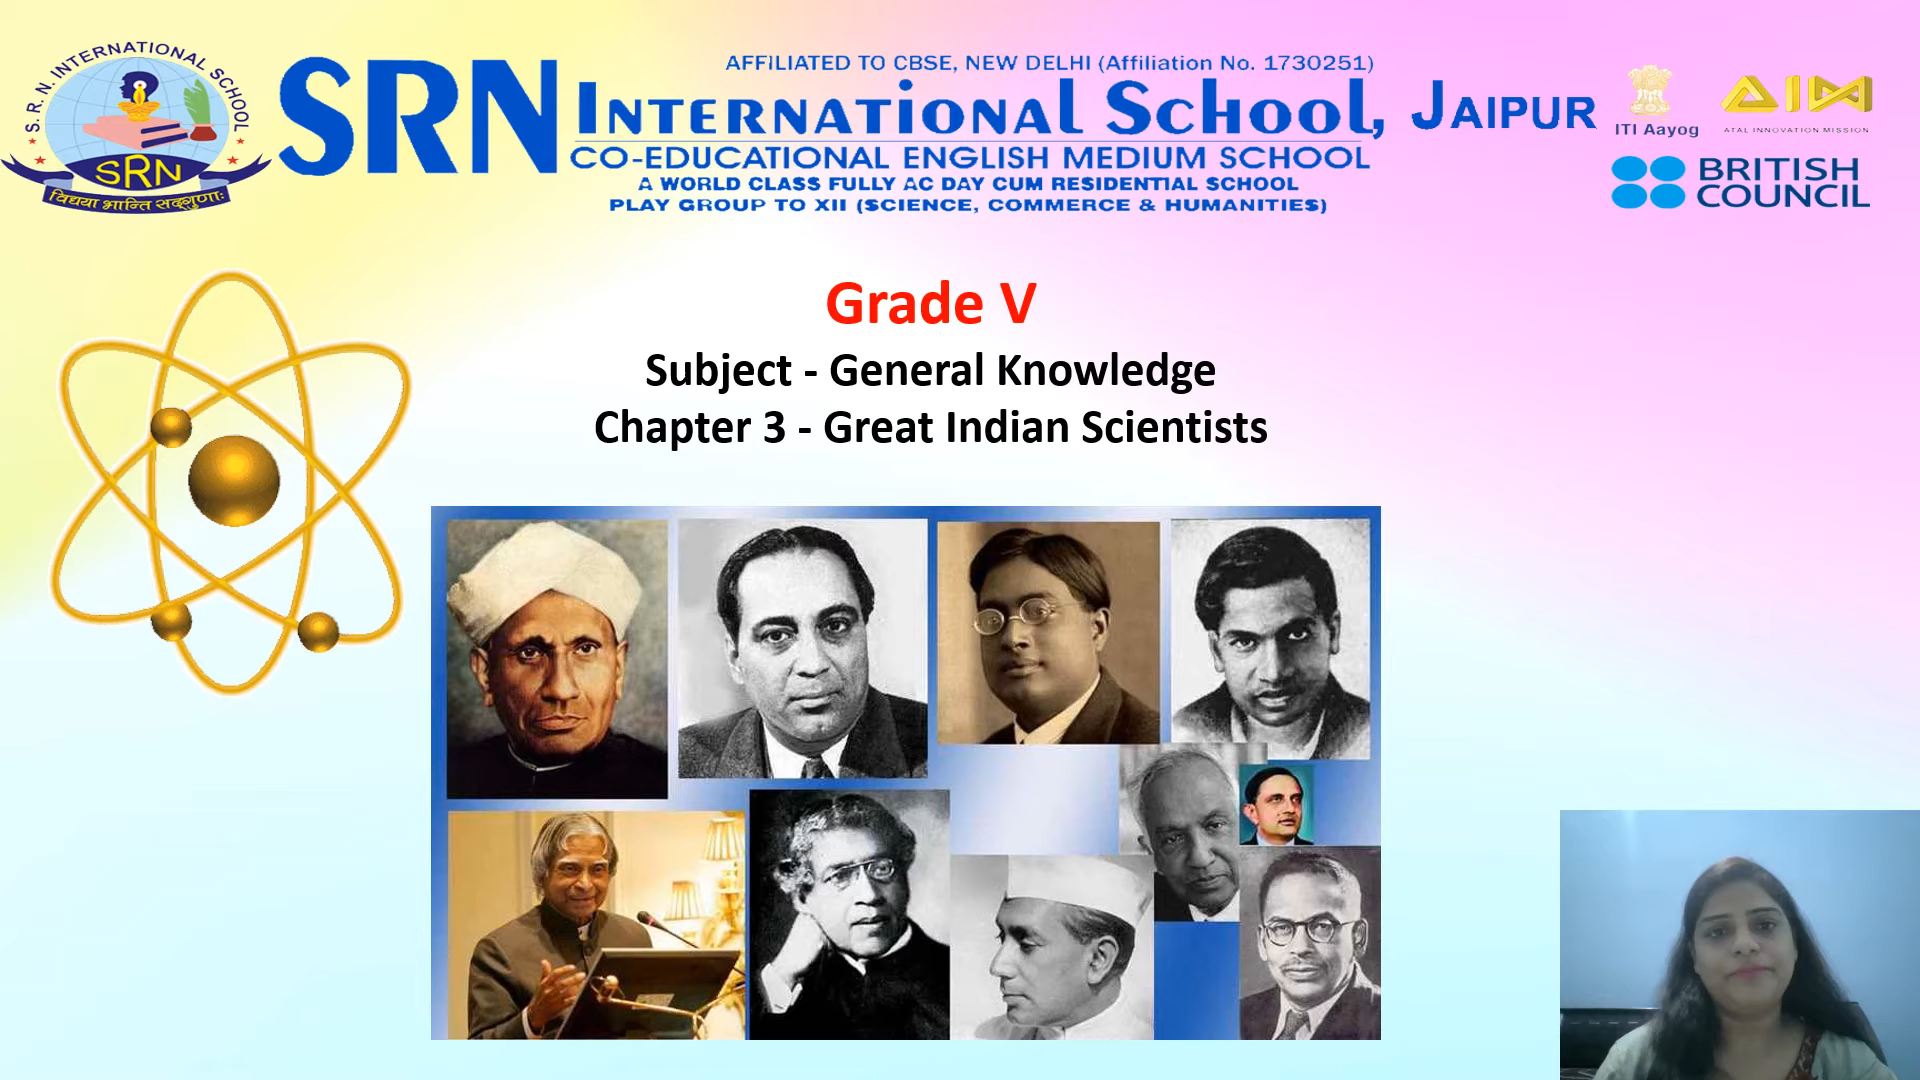 S. R. N. INTERNATIONAL SCHOOL
SRN
विद्यया भान्ति सद्गुणाः
AFFILIATED TO CBSE, NEW DELHI (Affiliation No. 1730251)
SRN INTERNATIONAL SCHOOL, JAIPUR
CO-EDUCATIONAL ENGLISH MEDIUM SCHOOL
A WORLD CLASS FULLY AC DAY CUM RESIDENTIAL SCHOOL
PLAY GROUP TO XII (SCIENCE, COMMERCE & HUMANITIES)
ITI Aayog
AIM
ATAL INNOVATION MISSION
BRITISH
COUNCIL
Grade V
Subject - General Knowledge
Chapter 3 - Great Indian Scientists